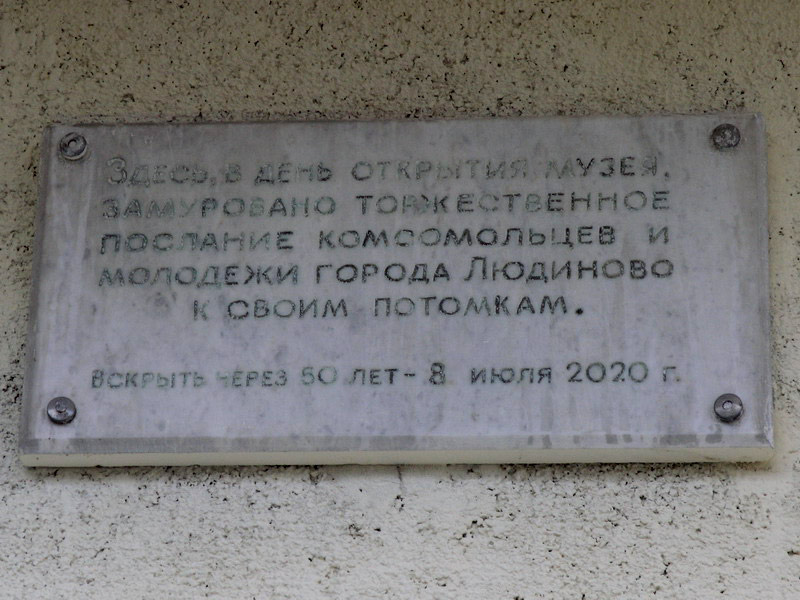 Здесь, в день открытия музея,
замуровано торжественное
послание комсомольцев и
молодежи города Людиново
к своим потомкам.
Вскрыть через 50 лет - 8 июля 2020 г.